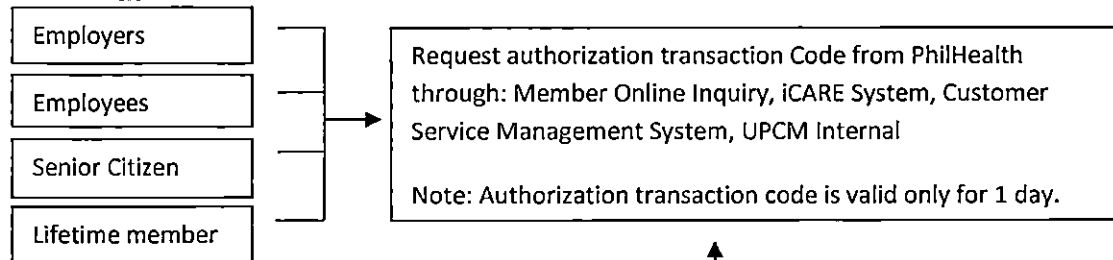 Employers
Employees
Senior Citizen
Lifetime member
Request authorization transaction Code from PhilHealth
through: Member Online Inquiry, iCARE System, Customer
Service Management System, UPCM Internal
Note: Authorization transaction code is valid only for 1 day.